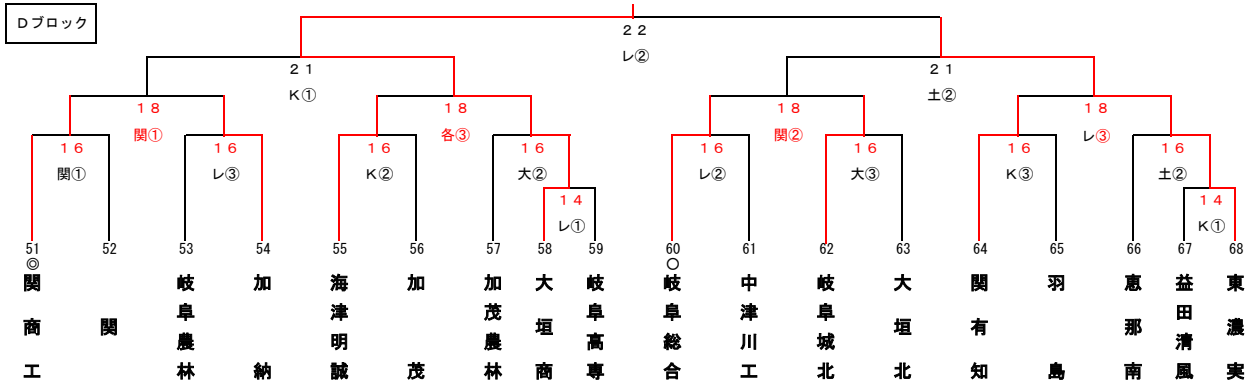 Dブロック
22
レ②
21
21
K①
土②
18
18
18
18
関①
各③
関②
レ③
16
16
16
16
16
16
16
16
関①
レ③
K②
大②
レ②
大③
K③
土②
14
14
レ①
K①
51
52
53
54
55
56
57
58
59
60
61
62
63
64
65
66
67
68
◎
○
関商工
関
岐阜農林
加納
海津明誠
加茂
加茂農林
大垣商
岐阜高専
岐阜総合
中津川工
岐阜城北
大垣北
関有知
羽島
恵那南
益田清風
東濃実